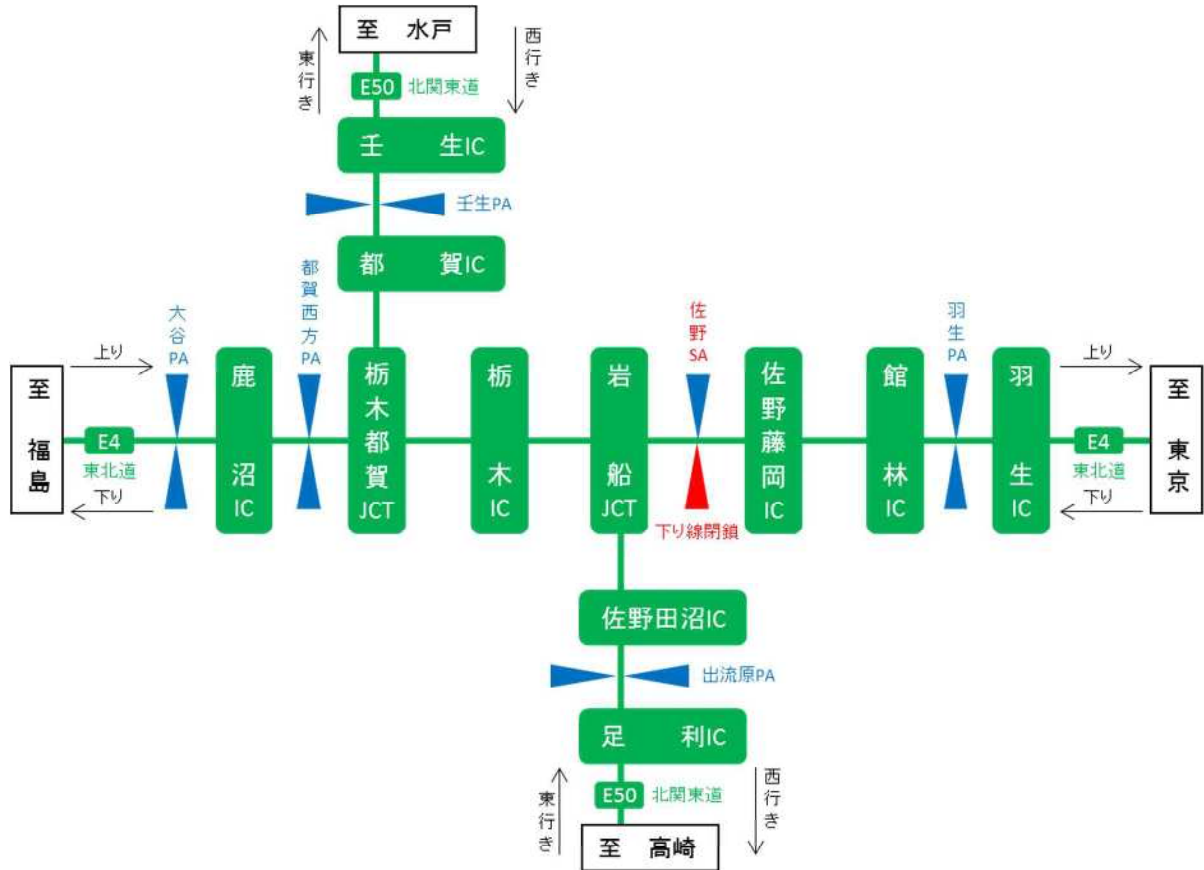 至 水戸
東行き
西行き
E50 北関東道
壬 生IC
壬生PA
都 賀IC
大谷PA
都賀西方PA
佐野SA
羽生PA
上り
上り
至 福島
E4
東北道
下り
鹿沼IC
栃木都賀JCT
栃木IC
岩船JCT
下り線閉鎖
佐野藤岡IC
館林IC
羽生IC
E4
東北道
下り
至 東京
佐野田沼IC
出流原PA
足 利IC
東行き
西行き
E50 北関東道
至 高崎